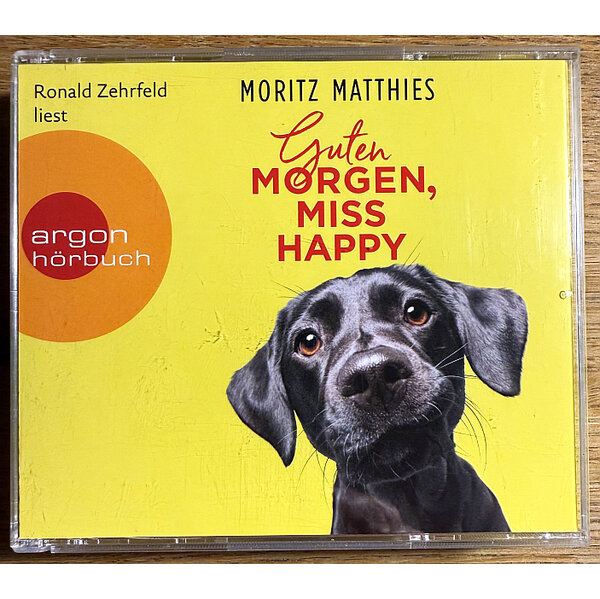 Ronald Zehrfeld
liest
MORITZ MATTHIES
Guten
MORGEN,
MISS
HAPPY
argon
hörbuch